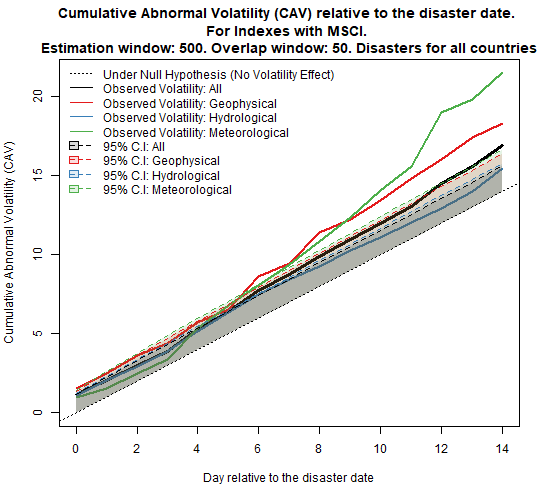 Cumulative Abnormal Volatility (CAV) relative to the disaster date.
For Indexes with MSCI.
Estimation window: 500. Overlap window: 50. Disasters for all countries
Under Null Hypothesis (No Volatility Effect)
Observed Volatility: All
Observed Volatility: Geophysical
Observed Volatility: Hydrological
Observed Volatility: Meteorological
95% C.I: All
95% C.I: Geophysical
95% C.I: Hydrological
95% C.I: Meteorological
Cumulative Abnormal Volatility (CAV)
20
15
10
5
0
0 2 4 6 8 10 12 14
Day relative to the disaster date